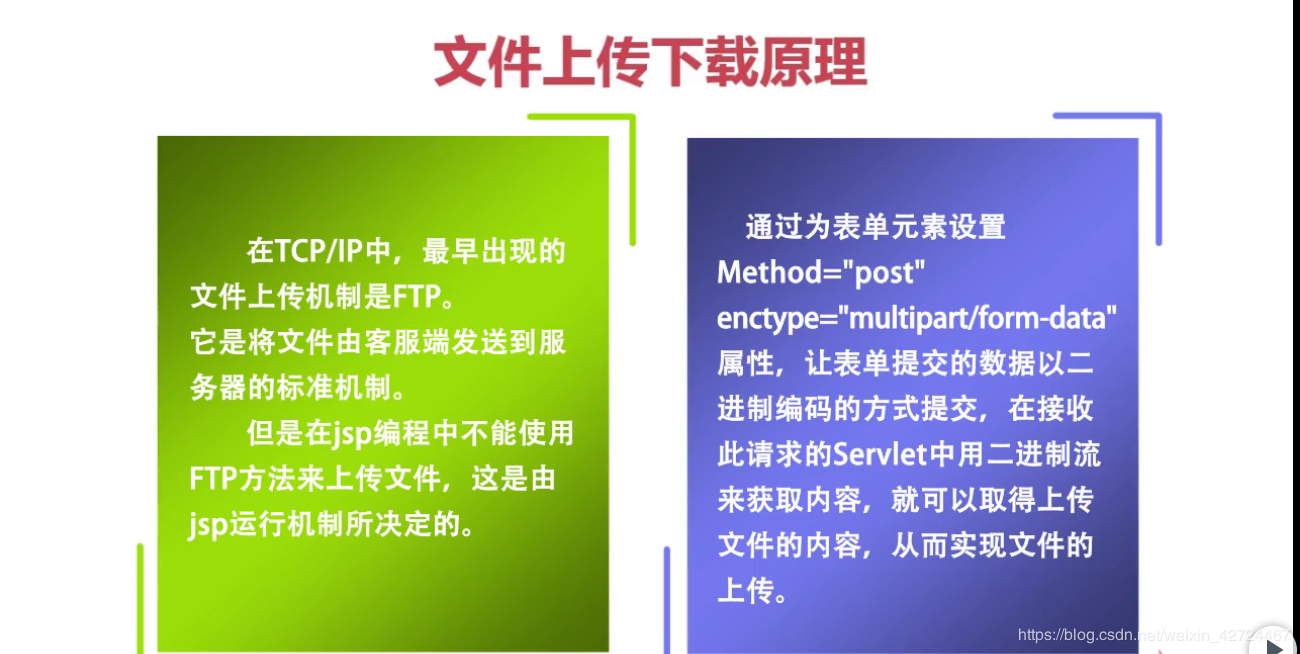 文件上传下载原理
在TCP/IP中，最早出现的
文件上传机制是FTP。
它是将文件由客服端发送到服
务器的标准机制。
但是在jsp编程中不能使用
FTP方法来上传文件，这是由
jsp运行机制所决定的。
通过为表单元素设置
Method="post"
enctype="multipart/form-data"
属性，让表单提交的数据以二
进制编码的方式提交，在接收
此请求的Servlet中用二进制流
来获取内容，就可以取得上传
文件的内容，从而实现文件的
上传。
https://blog.csdn.net/weixin_42724467